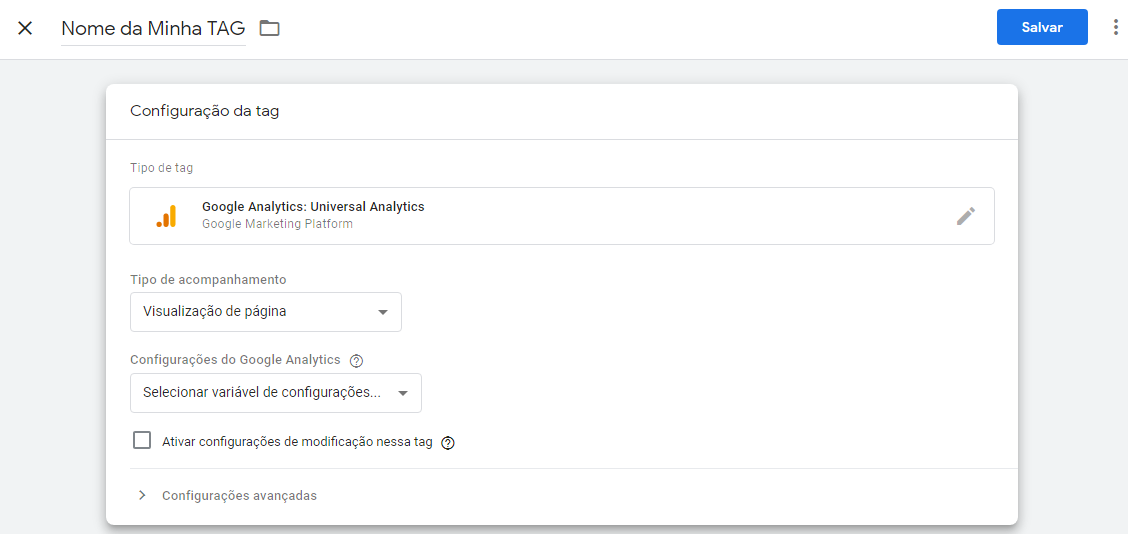 Nome da Minha TAG
Salvar
Configuração da tag
Tipo de tag
Google Analytics: Universal Analytics
Google Marketing Platform
Tipo de acompanhamento
Visualização de página
Configurações do Google Analytics
Selecionar variável de configurações...
Ativar configurações de modificação nessa tag
Configurações avançadas